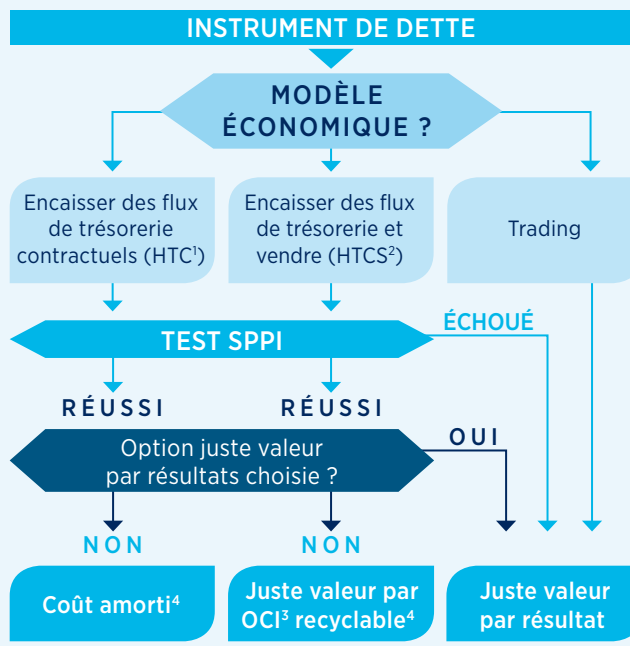 INSTRUMENT DE DETTE
MODÈLE
ÉCONOMIQUE ?
Encaisser des flux
de trésorerie
contractuels (HTC¹)
Encaisser des flux
de trésorerie et
vendre (HTCS²)
Trading
TEST SPPI
ÉCHOUÉ
RÉUSSI
RÉUSSI
Option juste valeur
par résultats choisie ?
OUI
NON
NON
Coût amorti⁴
Juste valeur par
OCI³ recyclable⁴
Juste valeur
par résultat